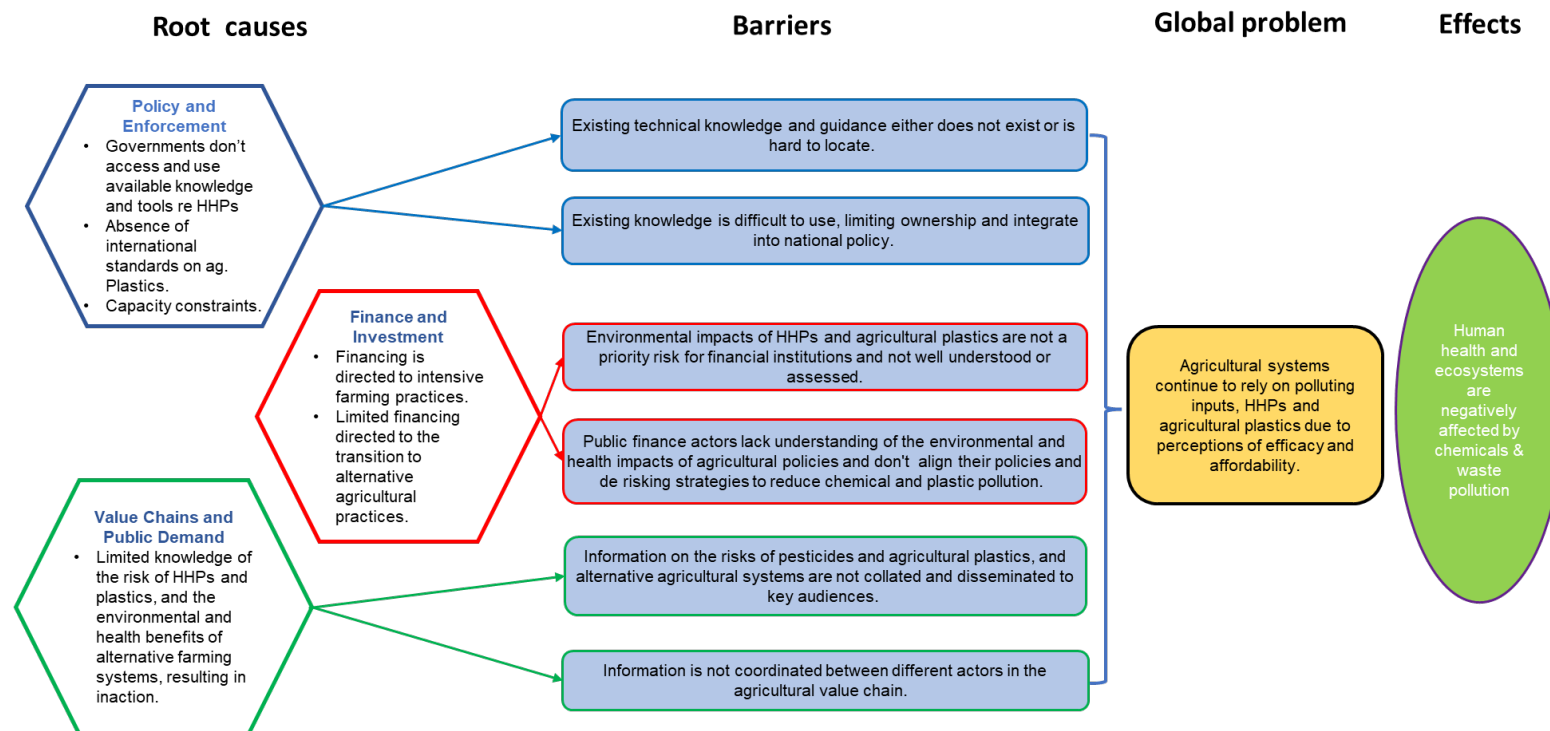 Root causes
Barriers
Global problem
Effects
Policy and
Enforcement
• Governments don’t
access and use
available knowledge
and tools re HHPs
• Absence of
international
standards on ag.
Plastics.
• Capacity constraints.
Finance and
Investment
• Financing is
directed to intensive
farming practices.
• Limited financing
directed to the
transition to
alternative
agricultural
practices.
Value Chains and
Public Demand
• Limited knowledge of
the risk of HHPs and
plastics, and the
environmental and
health benefits of
alternative farming
systems, resulting in
inaction.
Existing technical knowledge and guidance either does not exist or is
hard to locate.
Existing knowledge is difficult to use, limiting ownership and integrate
into national policy.
Environmental impacts of HHPs and agricultural plastics are not a
priority risk for financial institutions and not well understood or
assessed.
Public finance actors lack understanding of the environmental and
health impacts of agricultural policies and don't align their policies and
de risking strategies to reduce chemical and plastic pollution.
Information on the risks of pesticides and agricultural plastics, and
alternative agricultural systems are not collated and disseminated to
key audiences.
Information is not coordinated between different actors in the
agricultural value chain.
Agricultural systems
continue to rely on polluting
inputs, HHPs and
agricultural plastics due to
perceptions of efficacy and
affordability.
Human
health and
ecosystems
are
negatively
affected by
chemicals &
waste
pollution